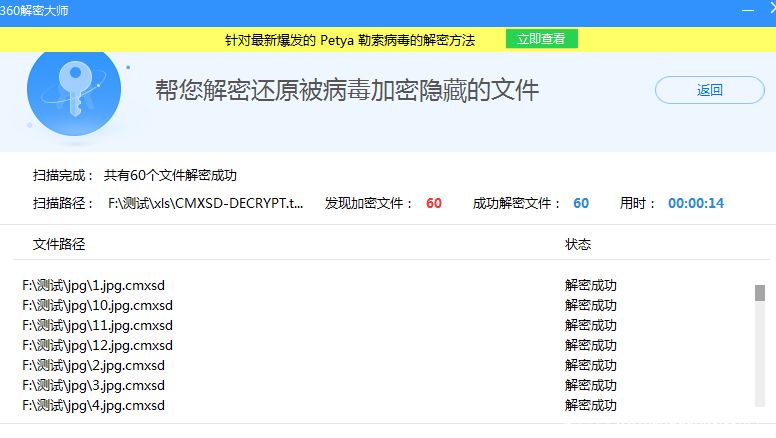 360解密大师
针对最新爆发的 Petya 勒索病毒的解密方法 立即查看
帮您解密还原被病毒加密隐藏的文件 返回
扫描完成： 共有60个文件解密成功
扫描路径： F:\测试\xls\CMXSD-DECRYPT.t... 发现加密文件： 60 成功解密文件： 60 用时： 00:00:14
文件路径 状态
F:\测试\jpg\1.jpg.cmxsd 解密成功
F:\测试\jpg\10.jpg.cmxsd 解密成功
F:\测试\jpg\11.jpg.cmxsd 解密成功
F:\测试\jpg\12.jpg.cmxsd 解密成功
F:\测试\jpg\2.jpg.cmxsd 解密成功
F:\测试\jpg\3.jpg.cmxsd 解密成功
F:\测试\jpg\4.jpg.cmxsd 解密成功